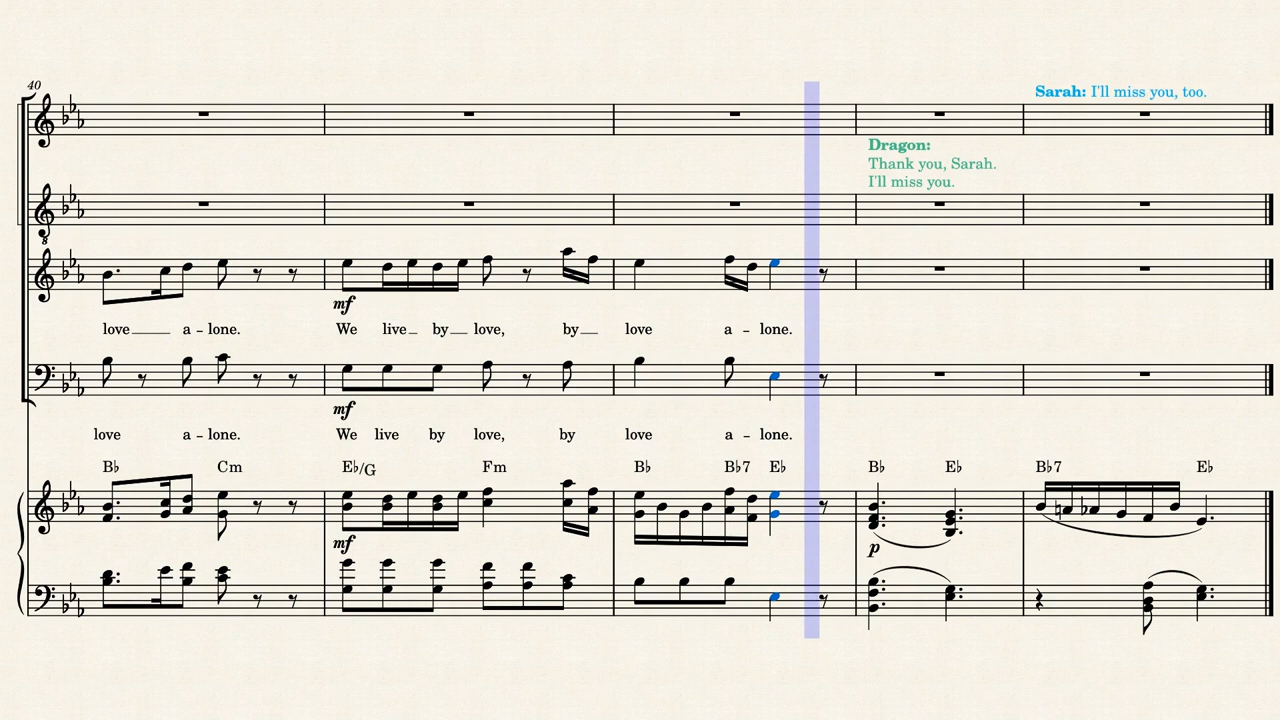 40
Sarah: I'll miss you, too.
Dragon:
Thank you, Sarah.
I'll miss you.
8
mf
love a - lone. We live by love, by love a - lone.
mf
love a - lone. We live by love, by love a - lone.
B♭ Cm E♭/G Fm B♭ B♭7 E♭ B♭ E♭ B♭7 E♭
mf p